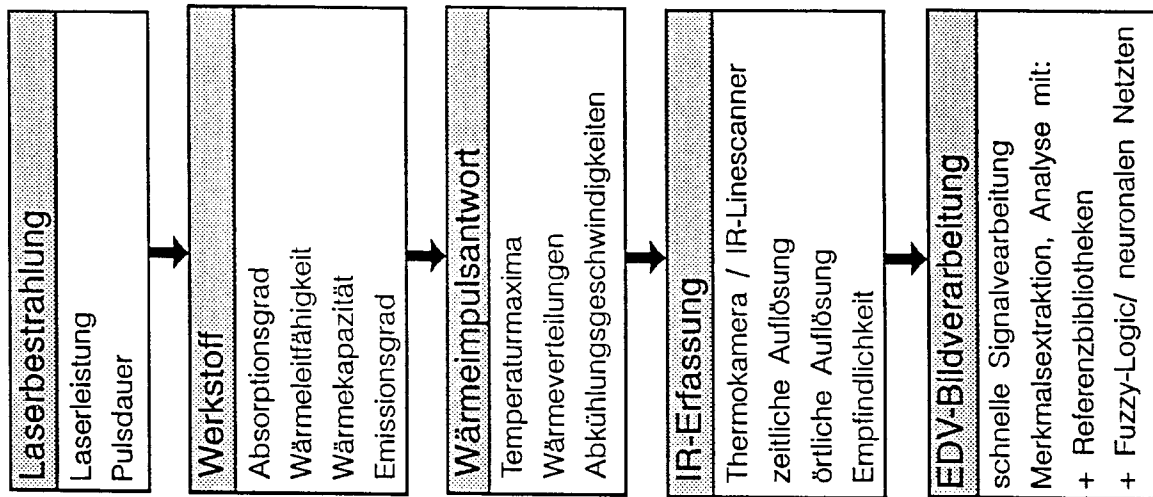 Laserbestrahlung
Laserleistung
Pulsdauer
Werkstoff
Absorptionsgrad
Wärmeleitfähigkeit
Wärmekapazität
Emissionsgrad
Wärmeimpulsantwort
Temperaturmaxima
Wärmeverteilungen
Abkühlungsgeschwindigkeiten
IR-Erfassung
Thermokamera / IR-Linescanner
zeitliche Auflösung
örtliche Auflösung
Empfindlichkeit
EDV-Bildverarbeitung
schnelle Signalvearbeitung
Merkmalsextraktion, Analyse mit:
+ Referenzbibliotheken
+ Fuzzy-Logic/ neuronalen Netzten